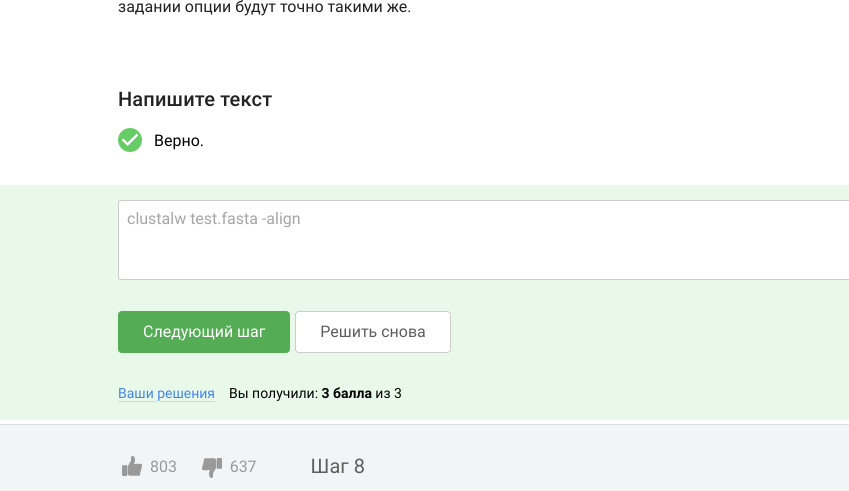 задании опции будут точно такими же.
Напишите текст
Верно.
clustalw test.fasta -align
Следующий шаг
Решить снова
Ваши решения Вы получили: 3 балла из 3
803 637 Шаг 8